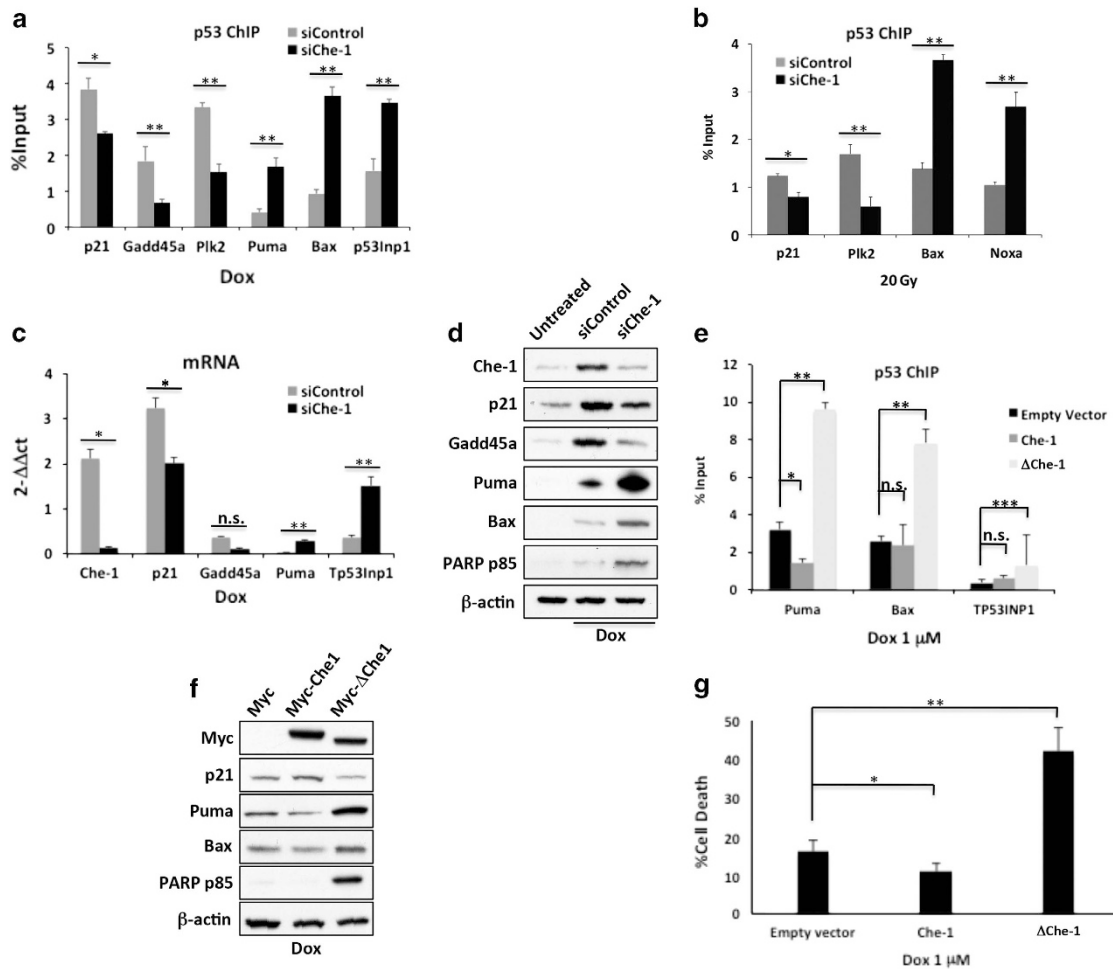 a
p53 ChIP
siControl
siChe-1
%Input
5
4
3
2
1
0
*
**
**
**
**
**
p21 Gadd45a Plk2 Puma Bax p53Inp1
Dox
b
p53 ChIP
siControl
siChe-1
% Input
4
3
2
1
0
*
**
**
**
p21 Plk2 Bax Noxa
20 Gy
c
mRNA
siControl
siChe-1
2-ΔΔct
4
3
2
1
0
*
*
n.s.
**
**
Che-1 p21 Gadd45a Puma Tp53Inp1
Dox
d
Untreated siControl siChe-1
Che-1
p21
Gadd45a
Puma
Bax
PARP p85
β-actin
Dox
e
p53 ChIP
Empty Vector
Che-1
ΔChe-1
% Input
12
10
8
6
4
2
0
**
*
**
n.s.
***
n.s.
Puma Bax TP53INP1
Dox 1 μM
f
Myc Myc-Che1 Myc-ΔChe1
Myc
p21
Puma
Bax
PARP p85
β-actin
Dox
g
%Cell Death
50
40
30
20
10
0
**
*
Empty vector Che-1 ΔChe-1
Dox 1 μM